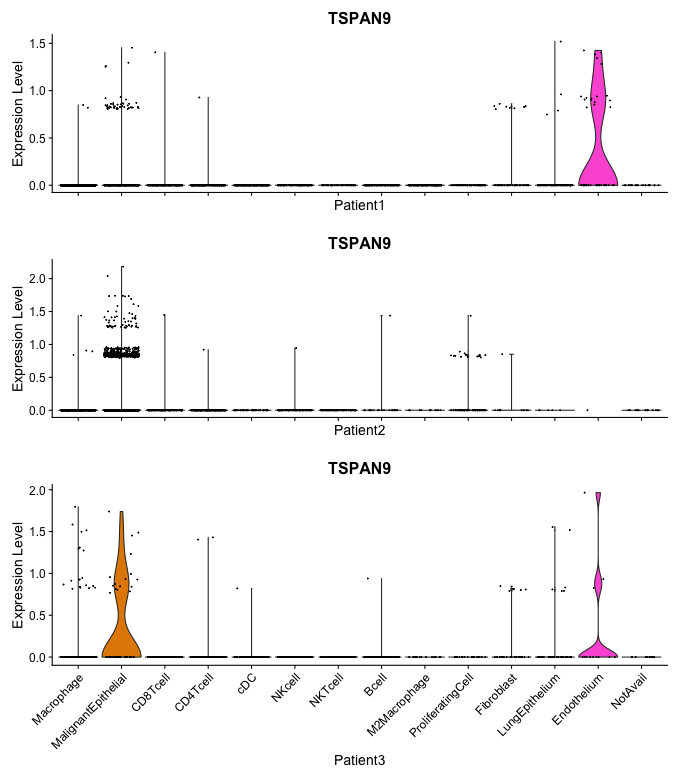 TSPAN9
Expression Level
1.5
1.0
0.5
0.0
Patient1
TSPAN9
Expression Level
2.0
1.5
1.0
0.5
0.0
Patient2
TSPAN9
Expression Level
2.0
1.5
1.0
0.5
0.0
Macrophage MalignantEpithelial CD8Tcell CD4Tcell cDC NKcell NKTcell Bcell M2Macrophage ProliferatingCell Fibroblast LungEpithelium Endothelium NotAvail
Patient3